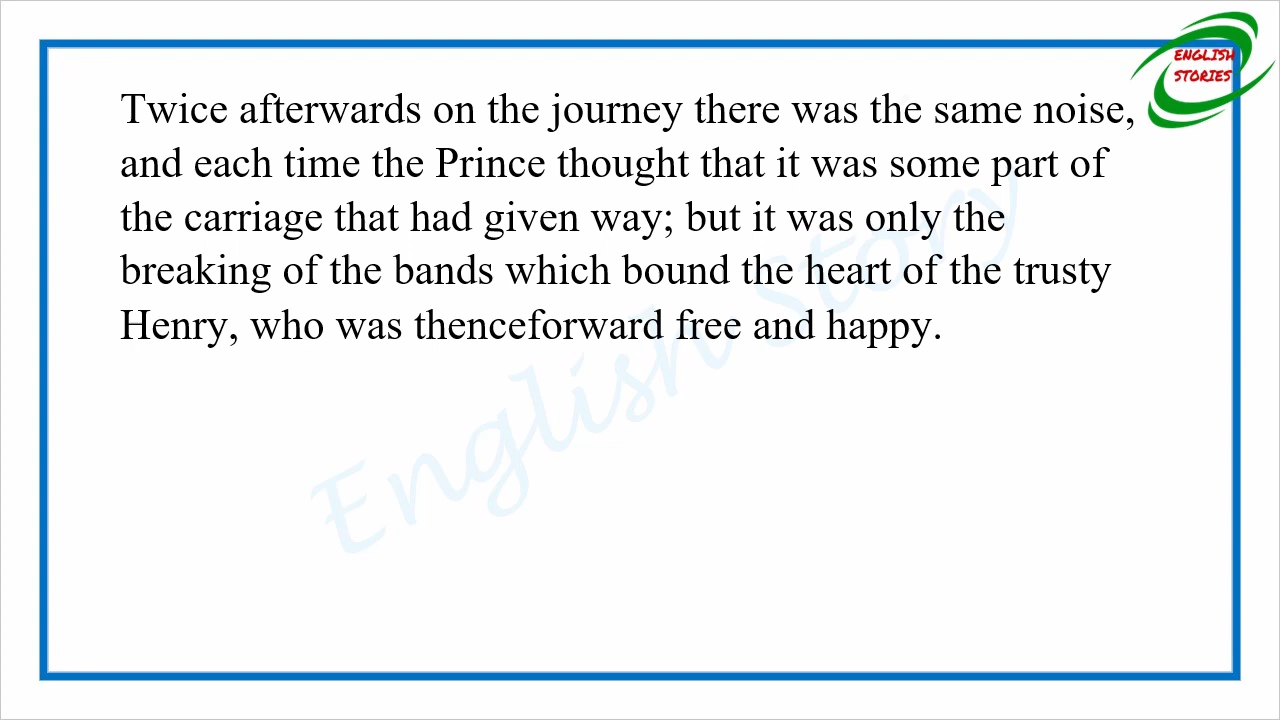 ENGLISH
STORIES
Twice afterwards on the journey there was the same noise,
and each time the Prince thought that it was some part of
the carriage that had given way; but it was only the
breaking of the bands which bound the heart of the trusty
Henry, who was thenceforward free and happy.
English Story